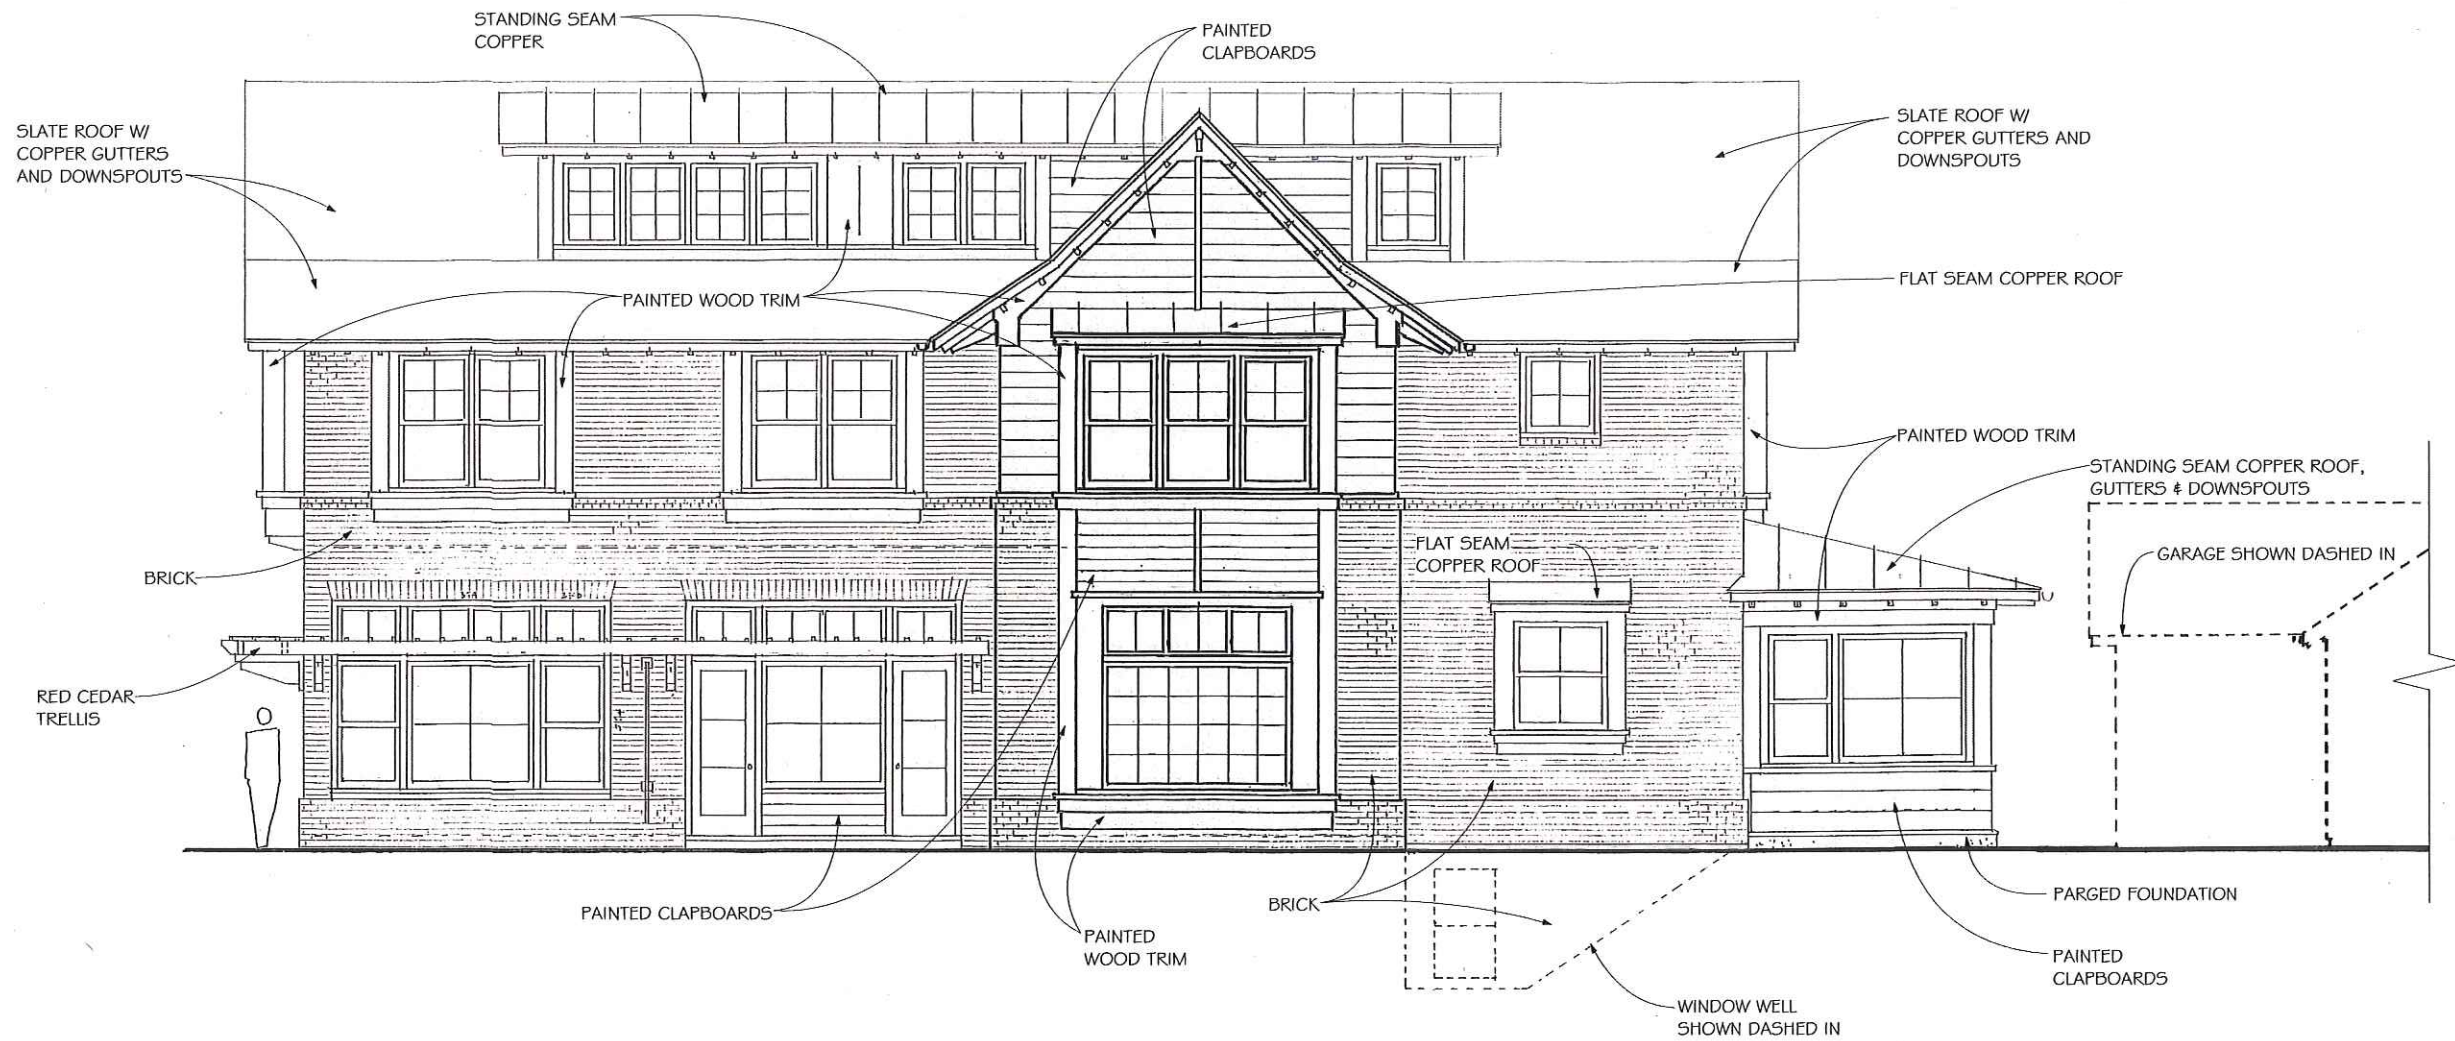 STANDING SEAM
COPPER
PAINTED
CLAPBOARDS
SLATE ROOF W/
COPPER GUTTERS
AND DOWNSPOUTS
SLATE ROOF W/
COPPER GUTTERS AND
DOWNSPOUTS
FLAT SEAM COPPER ROOF
PAINTED WOOD TRIM
PAINTED WOOD TRIM
STANDING SEAM COPPER ROOF,
GUTTERS & DOWNSPOUTS
FLAT SEAM
COPPER ROOF
GARAGE SHOWN DASHED IN
BRICK
RED CEDAR
TRELLIS
PAINTED CLAPBOARDS
BRICK
PARGED FOUNDATION
PAINTED
WOOD TRIM
PAINTED
CLAPBOARDS
WINDOW WELL
SHOWN DASHED IN